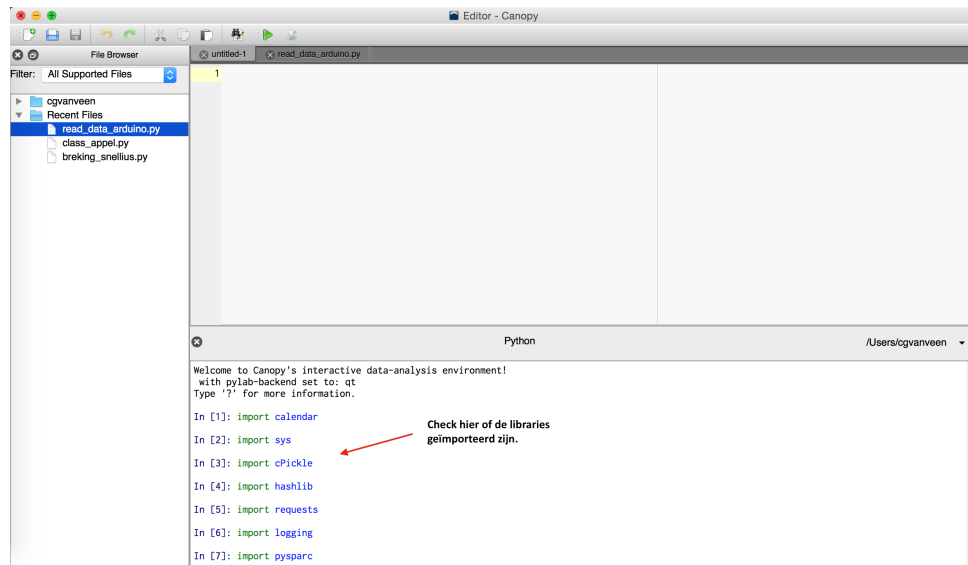 Editor - Canopy
File Browser
untitled-1
read_data_arduino.py
Filter: All Supported Files
1
cgvanveen
Recent Files
read_data_arduino.py
class_appel.py
breking_snellius.py
Python
/Users/cgvanveen
Welcome to Canopy's interactive data-analysis environment!
with pylab-backend set to: qt
Type '?' for more information.
In [1]: import calendar
Check hier of de libraries
geïmporteerd zijn.
In [2]: import sys
In [3]: import cPickle
In [4]: import hashlib
In [5]: import requests
In [6]: import logging
In [7]: import pysparc